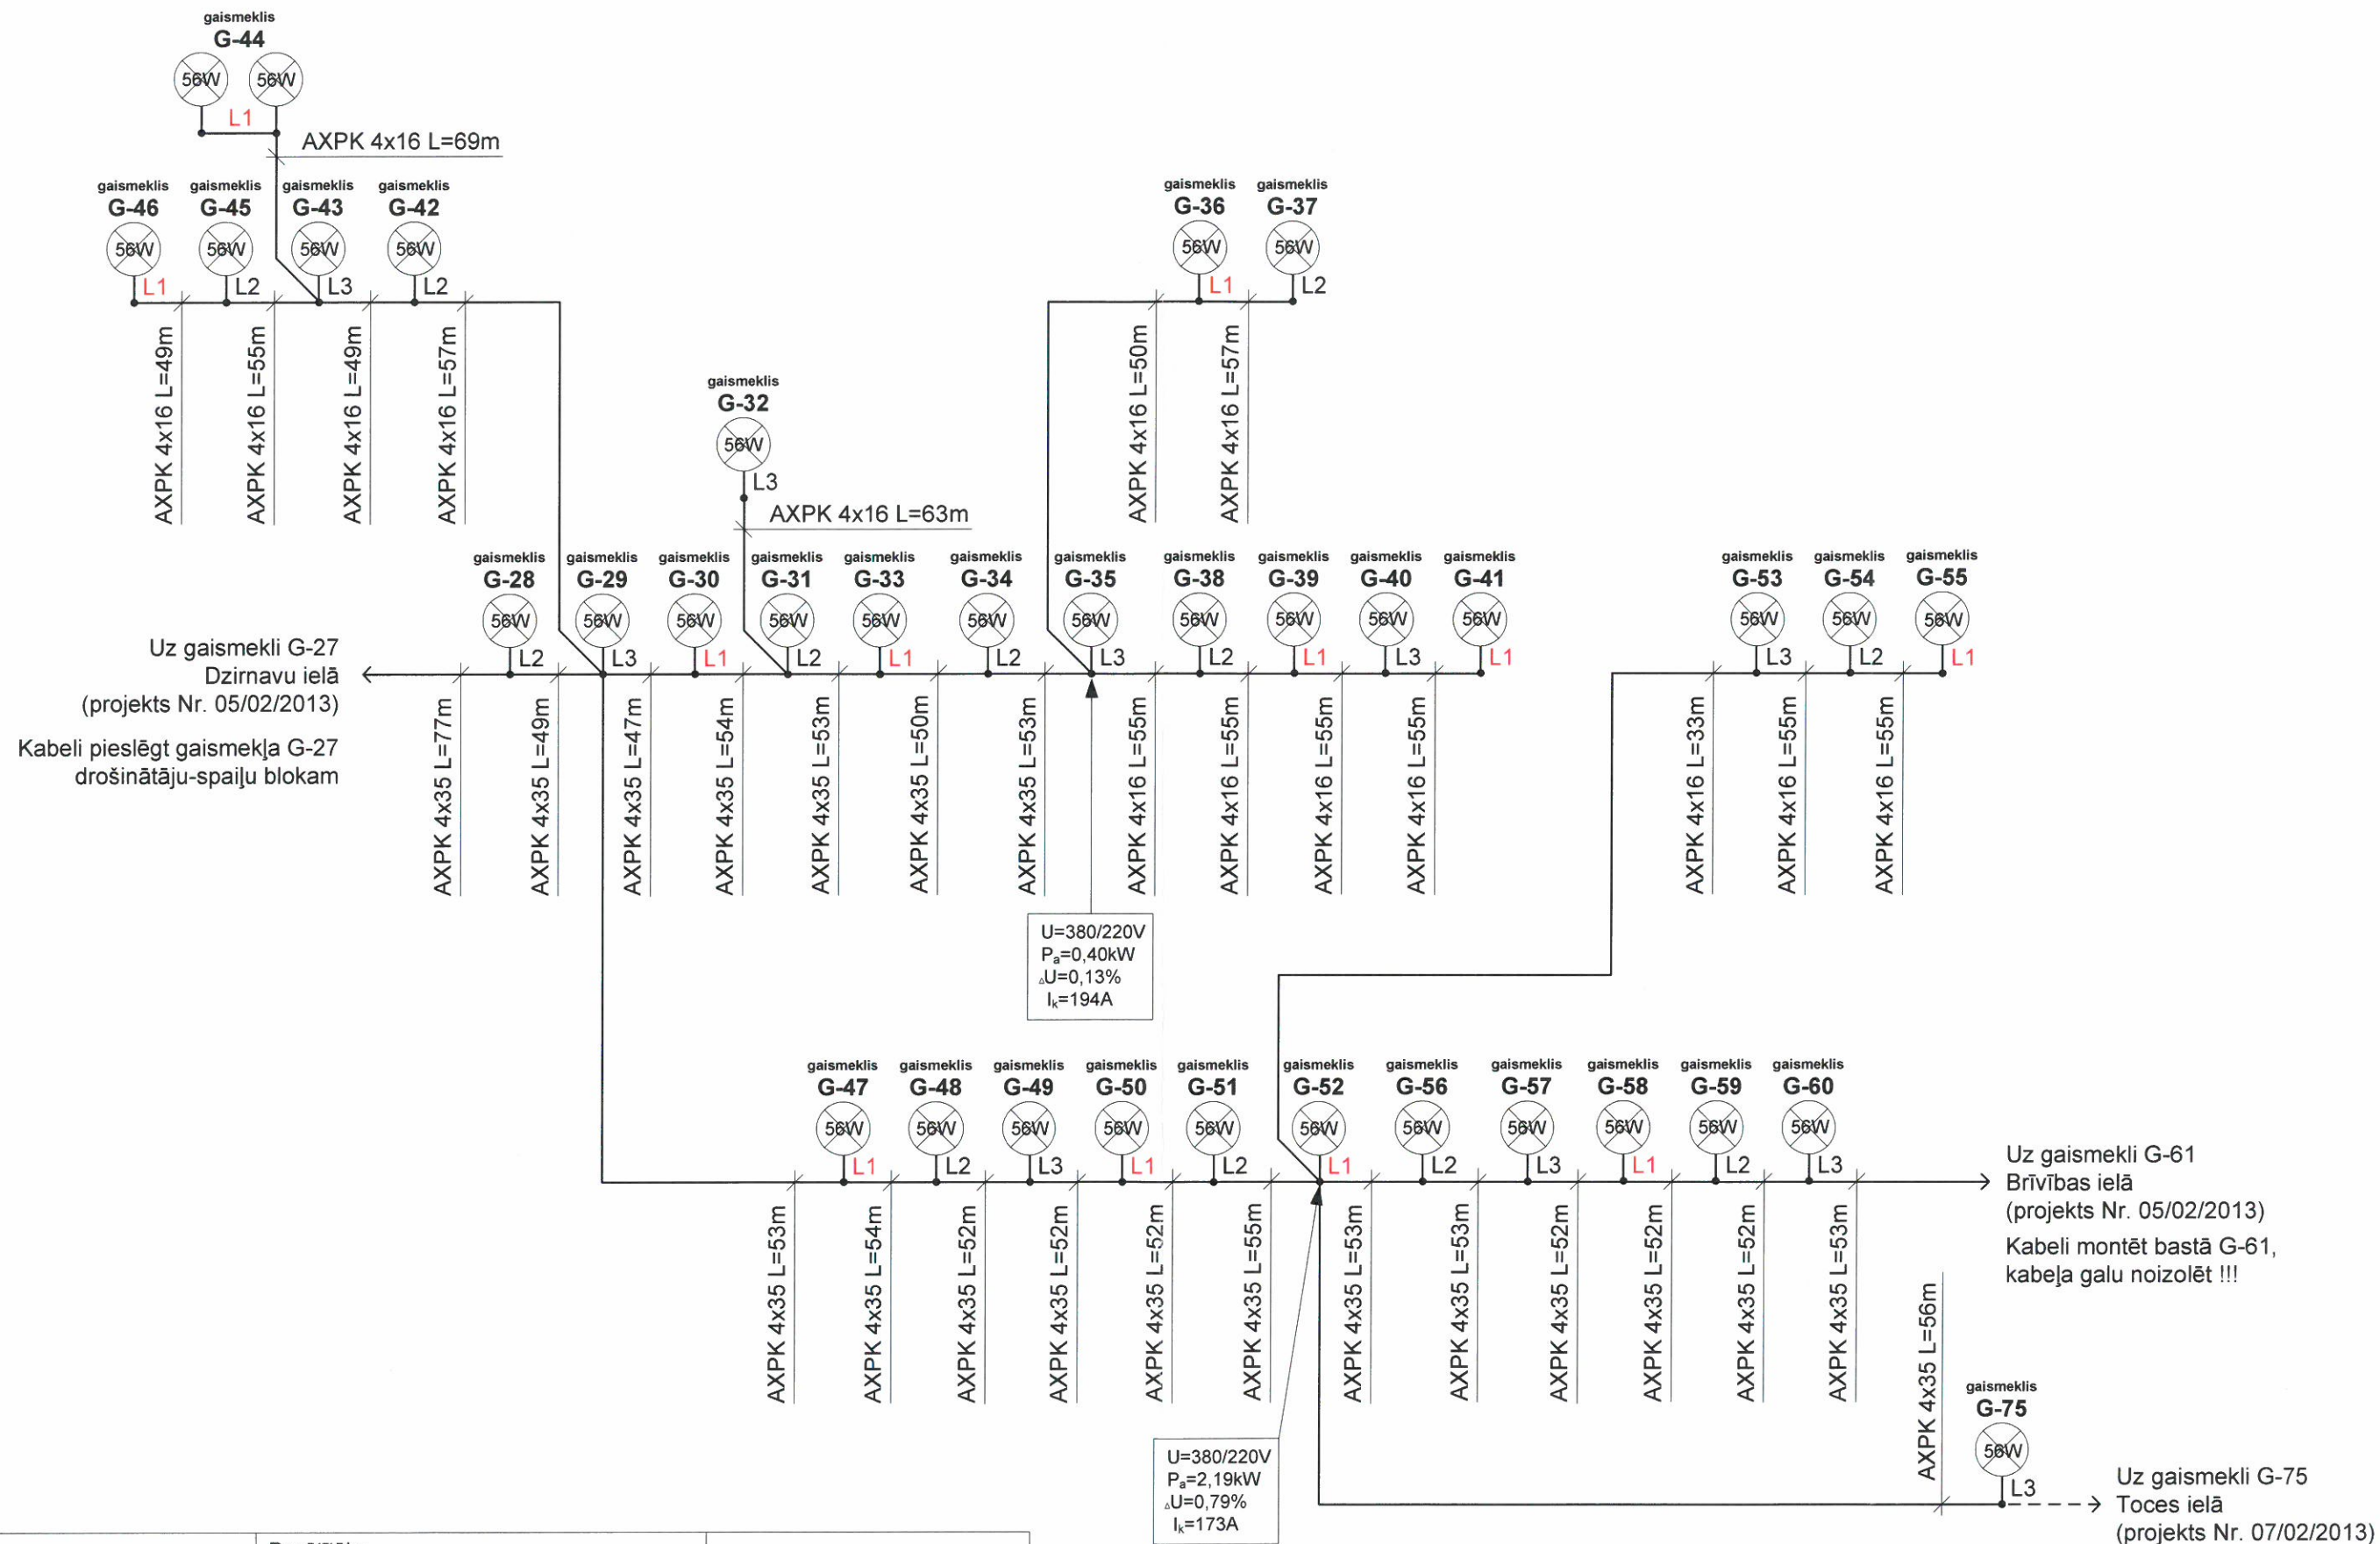 gaismeklis
G-44
56W 56W
L1
AXPK 4x16 L=69m
gaismeklis gaismeklis gaismeklis gaismeklis
G-46 G-45 G-43 G-42
56W 56W 56W 56W
L1 L2 L3 L2
AXPK 4x16 L=49m
AXPK 4x16 L=55m
AXPK 4x16 L=49m
AXPK 4x16 L=57m
gaismeklis gaismeklis
G-36 G-37
56W 56W
L1 L2
AXPK 4x16 L=50m
AXPK 4x16 L=57m
gaismeklis
G-32
56W
L3
AXPK 4x16 L=63m
gaismeklis gaismeklis gaismeklis gaismeklis gaismeklis gaismeklis gaismeklis gaismeklis gaismeklis gaismeklis gaismeklis
G-28 G-29 G-30 G-31 G-33 G-34 G-35 G-38 G-39 G-40 G-41
56W 56W 56W 56W 56W 56W 56W 56W 56W 56W 56W
L2 L3 L1 L2 L1 L2 L3 L2 L1 L3 L1
Uz gaismekli G-27
Dzirnavu ielā
(projekts Nr. 05/02/2013)
Kabeli pieslēgt gaismekļa G-27
drošinātāju-spaiļu blokam
AXPK 4x35 L=77m
AXPK 4x35 L=49m
AXPK 4x35 L=47m
AXPK 4x35 L=54m
AXPK 4x35 L=53m
AXPK 4x35 L=50m
AXPK 4x35 L=53m
AXPK 4x16 L=55m
AXPK 4x16 L=55m
AXPK 4x16 L=55m
AXPK 4x16 L=55m
gaismeklis gaismeklis gaismeklis
G-53 G-54 G-55
56W 56W 56W
L3 L2 L1
AXPK 4x16 L=33m
AXPK 4x16 L=55m
AXPK 4x16 L=55m
U=380/220V
Pa=0,40kW
△U=0,13%
Ik=194A
gaismeklis gaismeklis gaismeklis gaismeklis gaismeklis gaismeklis gaismeklis gaismeklis gaismeklis gaismeklis gaismeklis
G-47 G-48 G-49 G-50 G-51 G-52 G-56 G-57 G-58 G-59 G-60
56W 56W 56W 56W 56W 56W 56W 56W 56W 56W 56W
L1 L2 L3 L1 L2 L1 L2 L3 L1 L2 L3
AXPK 4x35 L=53m
AXPK 4x35 L=54m
AXPK 4x35 L=52m
AXPK 4x35 L=52m
AXPK 4x35 L=52m
AXPK 4x35 L=55m
AXPK 4x35 L=53m
AXPK 4x35 L=53m
AXPK 4x35 L=52m
AXPK 4x35 L=52m
AXPK 4x35 L=53m
AXPK 4x35 L=56m
Uz gaismekli G-61
Brīvības ielā
(projekts Nr. 05/02/2013)
Kabeli montēt bastā G-61,
kabeļa galu noizolēt !!!
U=380/220V
Pa=2,19kW
△U=0,79%
Ik=173A
gaismeklis
G-75
56W
L3
Uz gaismekli G-75
Toces ielā
(projekts Nr. 07/02/2013)